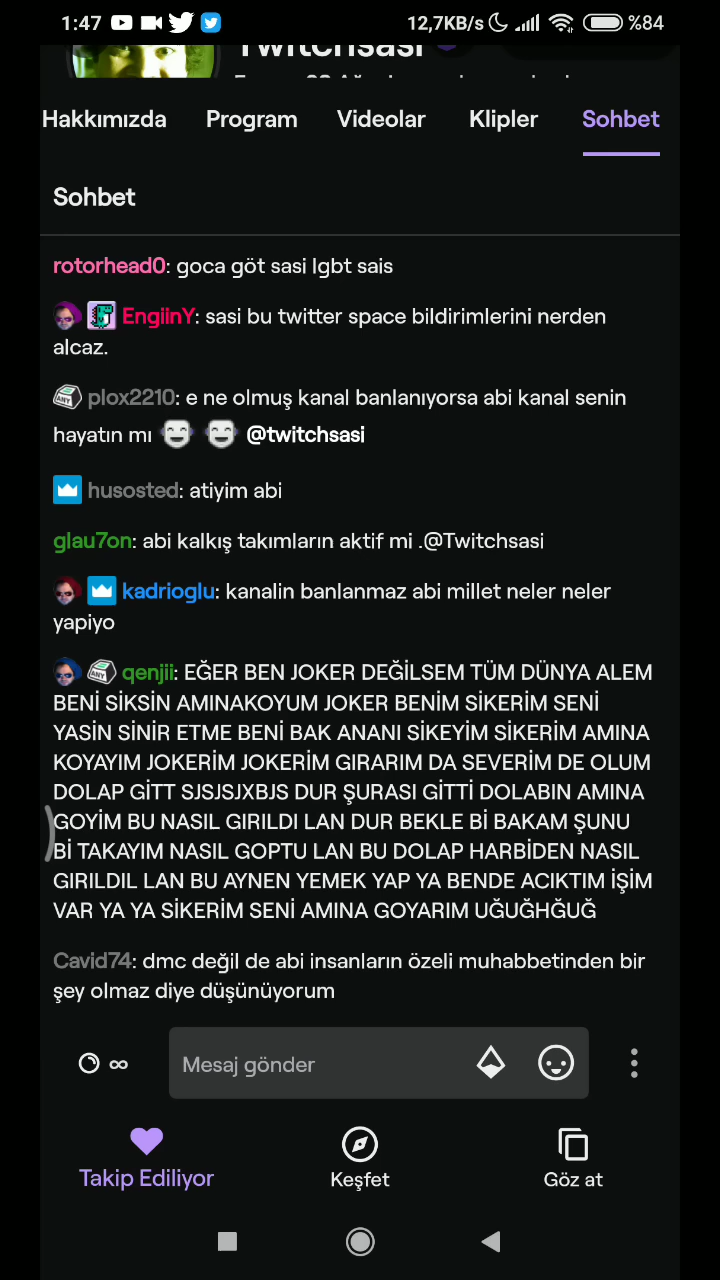 1:47 12,7KB/s %84
Twitchsasi
Hakkımızda Program Videolar Klipler Sohbet
Sohbet
rotorhead0: goca göt sasi lgbt sais
EngiInY: sasi bu twitter space bildirimlerini nerden
alcaz.
ANY plox2210: e ne olmuş kanal banlanıyorsa abi kanal senin
hayatın mı @twitchsasi
husosted: atiyim abi
glau7on: abi kalkış takımların aktif mi .@Twitchsasi
kadrioglu: kanalin banlanmaz abi millet neler neler
yapiyo
ANY qenjii: EĞER BEN JOKER DEĞİLSEM TÜM DÜNYA ALEM
BENİ SİKSİN AMINAKOYUM JOKER BENİM SİKERİM SENİ
YASİN SİNİR ETME BENİ BAK ANANI SİKEYİM SİKERİM AMINA
KOYAYIM JOKERİM JOKERİM GIRARIM DA SEVERİM DE OLUM
DOLAP GİTT SJSJSJXBJS DUR ŞURASI GİTTİ DOLABIN AMINA
GOYİM BU NASIL GIRILDI LAN DUR BEKLE Bİ BAKAM ŞUNU
Bİ TAKAYIM NASIL GOPTU LAN BU DOLAP HARBİDEN NASIL
GIRILDIL LAN BU AYNEN YEMEK YAP YA BENDE ACIKTIM İŞİM
VAR YA YA SİKERİM SENİ AMINA GOYARIM UĞUĞHĞUĞ
Cavid74: dmc değil de abi insanların özeli muhabbetinden bir
şey olmaz diye düşünüyorum
∞ Mesaj gönder
Takip Ediliyor Keşfet Göz at